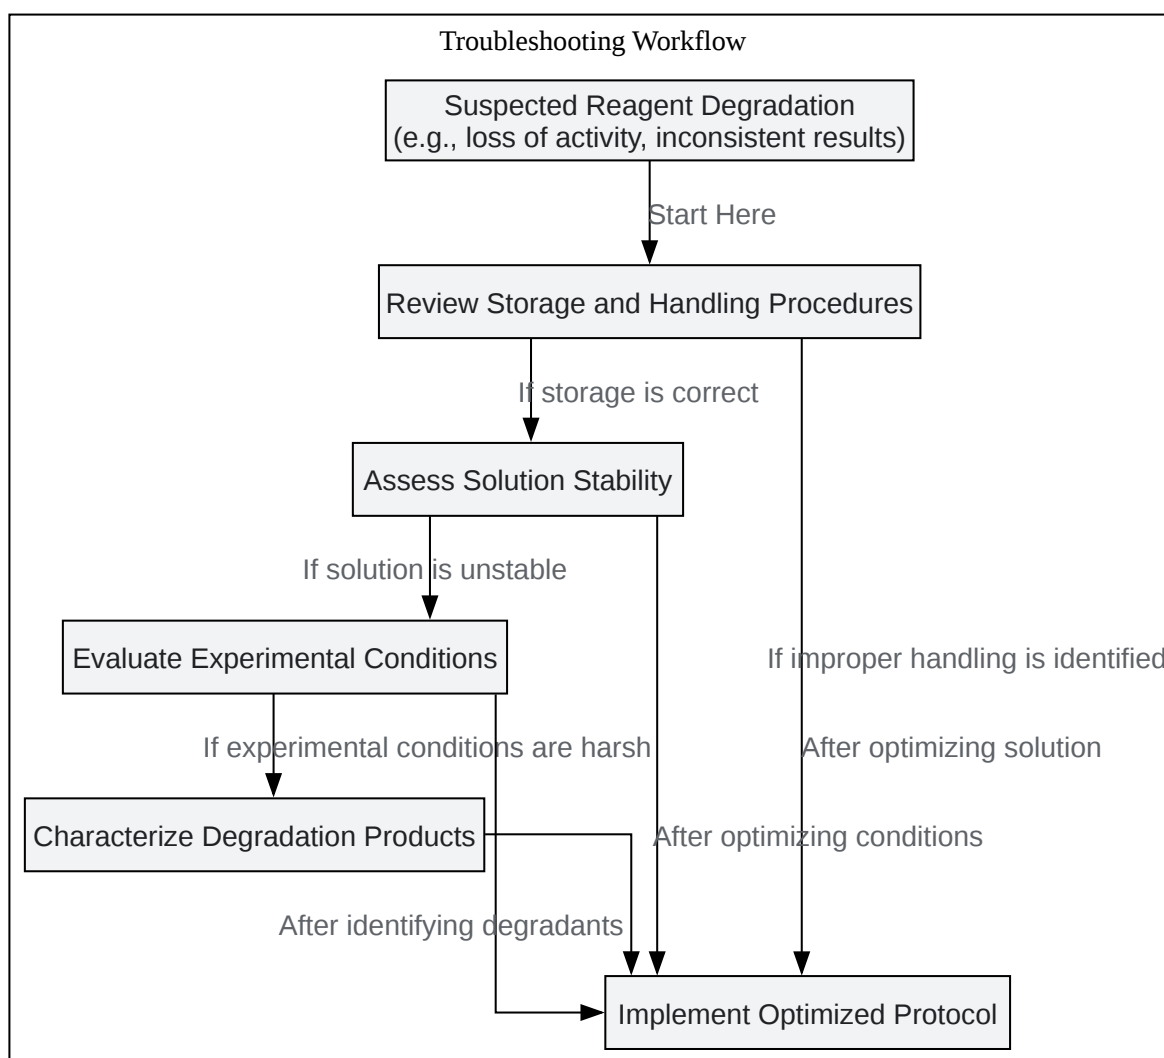 Troubleshooting Workflow
Suspected Reagent Degradation
(e.g., loss of activity, inconsistent results)
Start Here
Review Storage and Handling Procedures
If storage is correct
Assess Solution Stability
If solution is unstable
Evaluate Experimental Conditions
If improper handling is identified
If experimental conditions are harsh
After optimizing solution
Characterize Degradation Products
After optimizing conditions
After identifying degradants
Implement Optimized Protocol